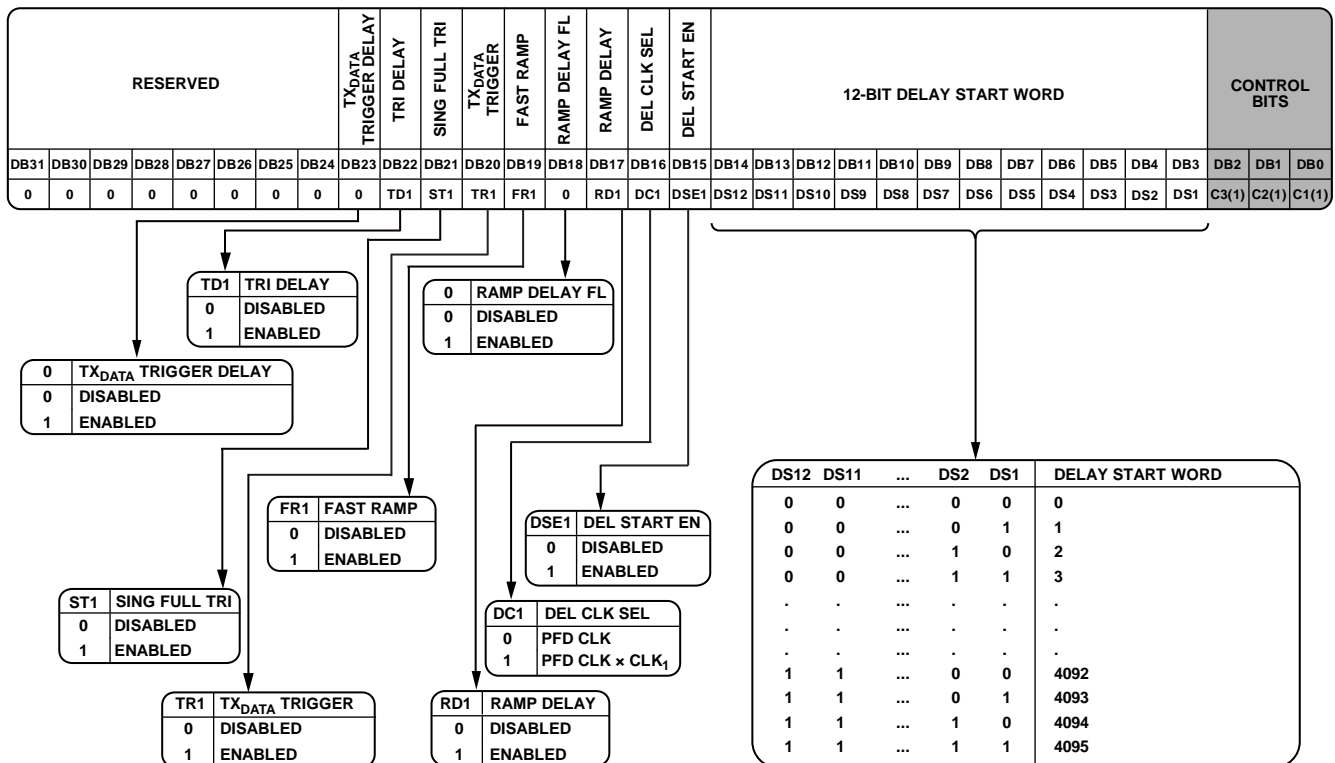 RESERVED
TXDATA
TRIGGER DELAY
TRI DELAY
SING FULL TRI
TXDATA
TRIGGER
FAST RAMP
RAMP DELAY FL
RAMP DELAY
DEL CLK SEL
DEL START EN
12-BIT DELAY START WORD
CONTROL
BITS
DB31 DB30 DB29 DB28 DB27 DB26 DB25 DB24 DB23 DB22 DB21 DB20 DB19 DB18 DB17 DB16 DB15 DB14 DB13 DB12 DB11 DB10 DB9 DB8 DB7 DB6 DB5 DB4 DB3 DB2 DB1 DB0
0 0 0 0 0 0 0 0 0 TD1 ST1 TR1 FR1 0 RD1 DC1 DSE1 DS12 DS11 DS10 DS9 DS8 DS7 DS6 DS5 DS4 DS3 DS2 DS1 C3(1) C2(1) C1(1)
TD1 TRI DELAY
0 DISABLED
1 ENABLED
0 RAMP DELAY FL
0 DISABLED
1 ENABLED
0 TXDATA TRIGGER DELAY
0 DISABLED
1 ENABLED
FR1 FAST RAMP
0 DISABLED
1 ENABLED
DSE1 DEL START EN
0 DISABLED
1 ENABLED
ST1 SING FULL TRI
0 DISABLED
1 ENABLED
DC1 DEL CLK SEL
0 PFD CLK
1 PFD CLK × CLK1
TR1 TXDATA TRIGGER
0 DISABLED
1 ENABLED
RD1 RAMP DELAY
0 DISABLED
1 ENABLED
DS12 DS11 ... DS2 DS1 DELAY START WORD
0 0 ... 0 0 0
0 0 ... 0 1 1
0 0 ... 1 0 2
0 0 ... 1 1 3
. . ... . . .
. . ... . . .
. . ... . . .
1 1 ... 0 0 4092
1 1 ... 0 1 4093
1 1 ... 1 0 4094
1 1 ... 1 1 4095